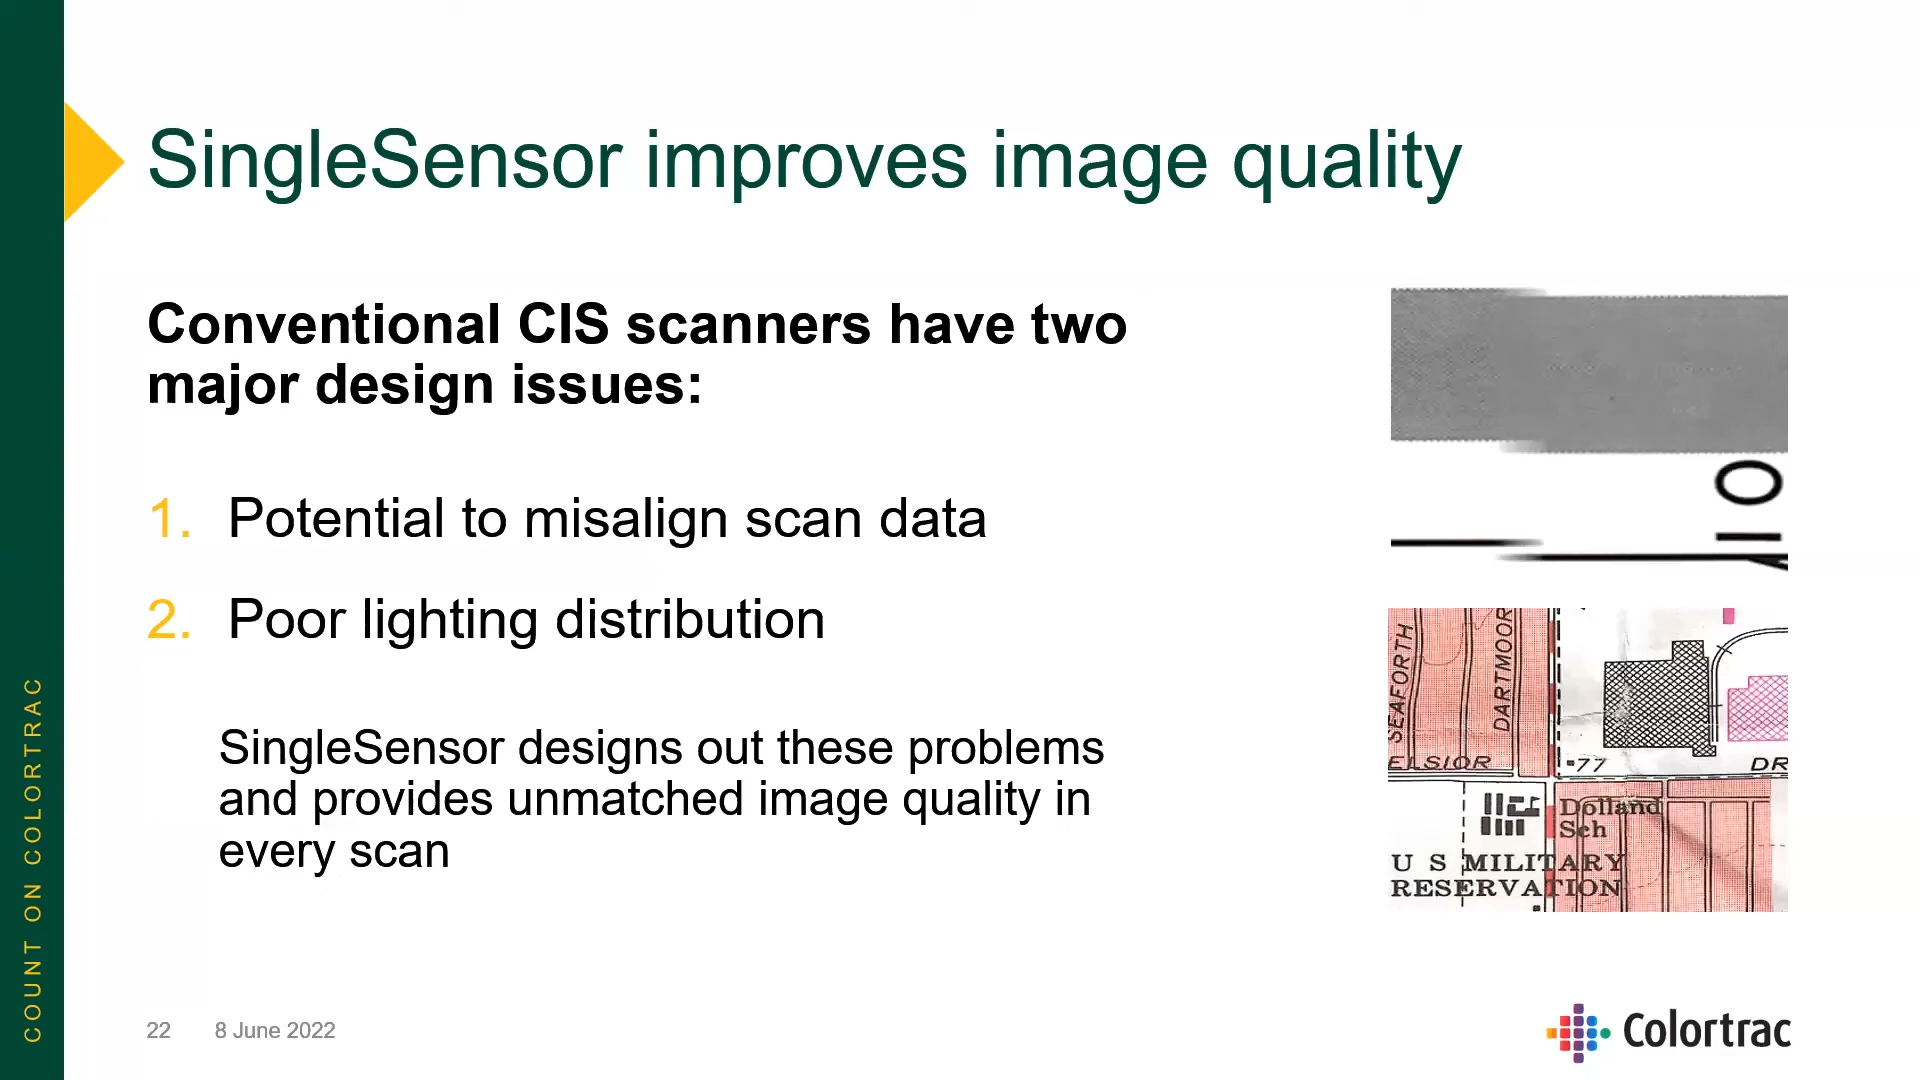 SingleSensor improves image quality
Conventional CIS scanners have two
major design issues:
1. Potential to misalign scan data
2. Poor lighting distribution
SingleSensor designs out these problems
and provides unmatched image quality in
every scan
10
SEAFORTH
DARTMOOR
ELSIOR
77
DR
Dolland
Sch
U S MILITARY
RESERVATION
COUNT ON COLORTRAC
22 8 June 2022
Colortrac